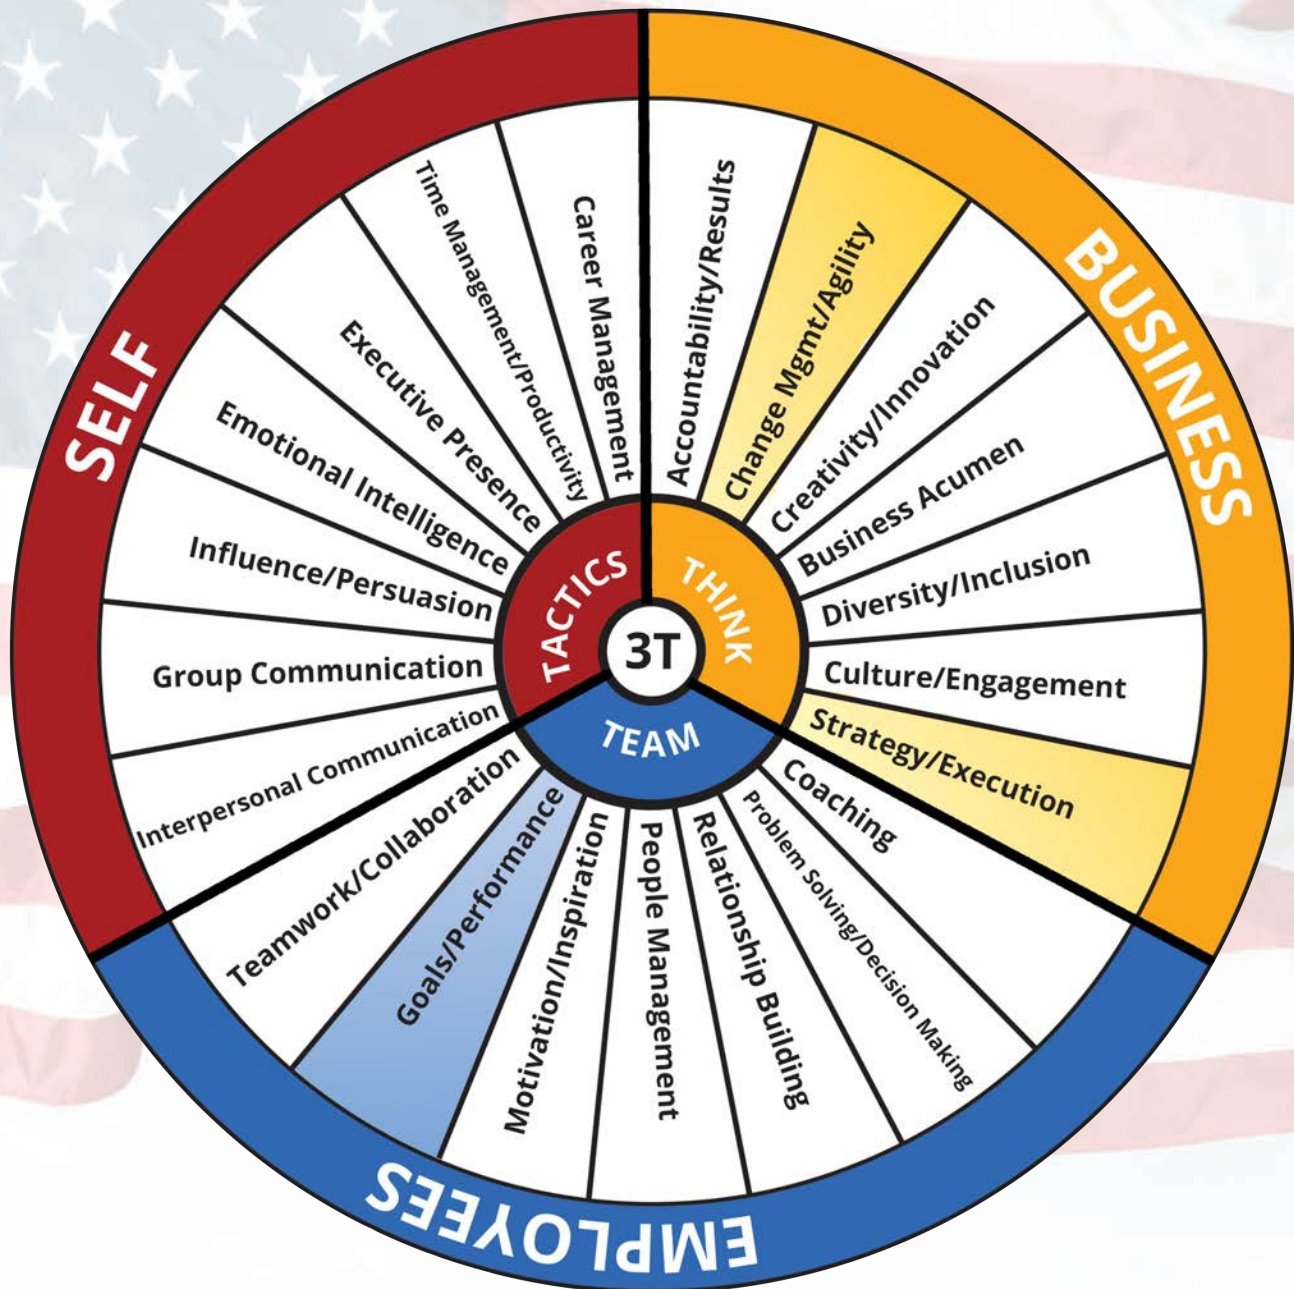 SELF
BUSINESS
EMPLOYEES
TACTICS
THINK
TEAM
3T
Accountability/Results
Change Mgmt/Agility
Creativity/Innovation
Business Acumen
Diversity/Inclusion
Culture/Engagement
Strategy/Execution
Coaching
Problem Solving/Decision Making
Relationship Building
People Management
Motivation/Inspiration
Goals/Performance
Teamwork/Collaboration
Interpersonal Communication
Group Communication
Influence/Persuasion
Emotional Intelligence
Executive Presence
Time Management/Productivity
Career Management